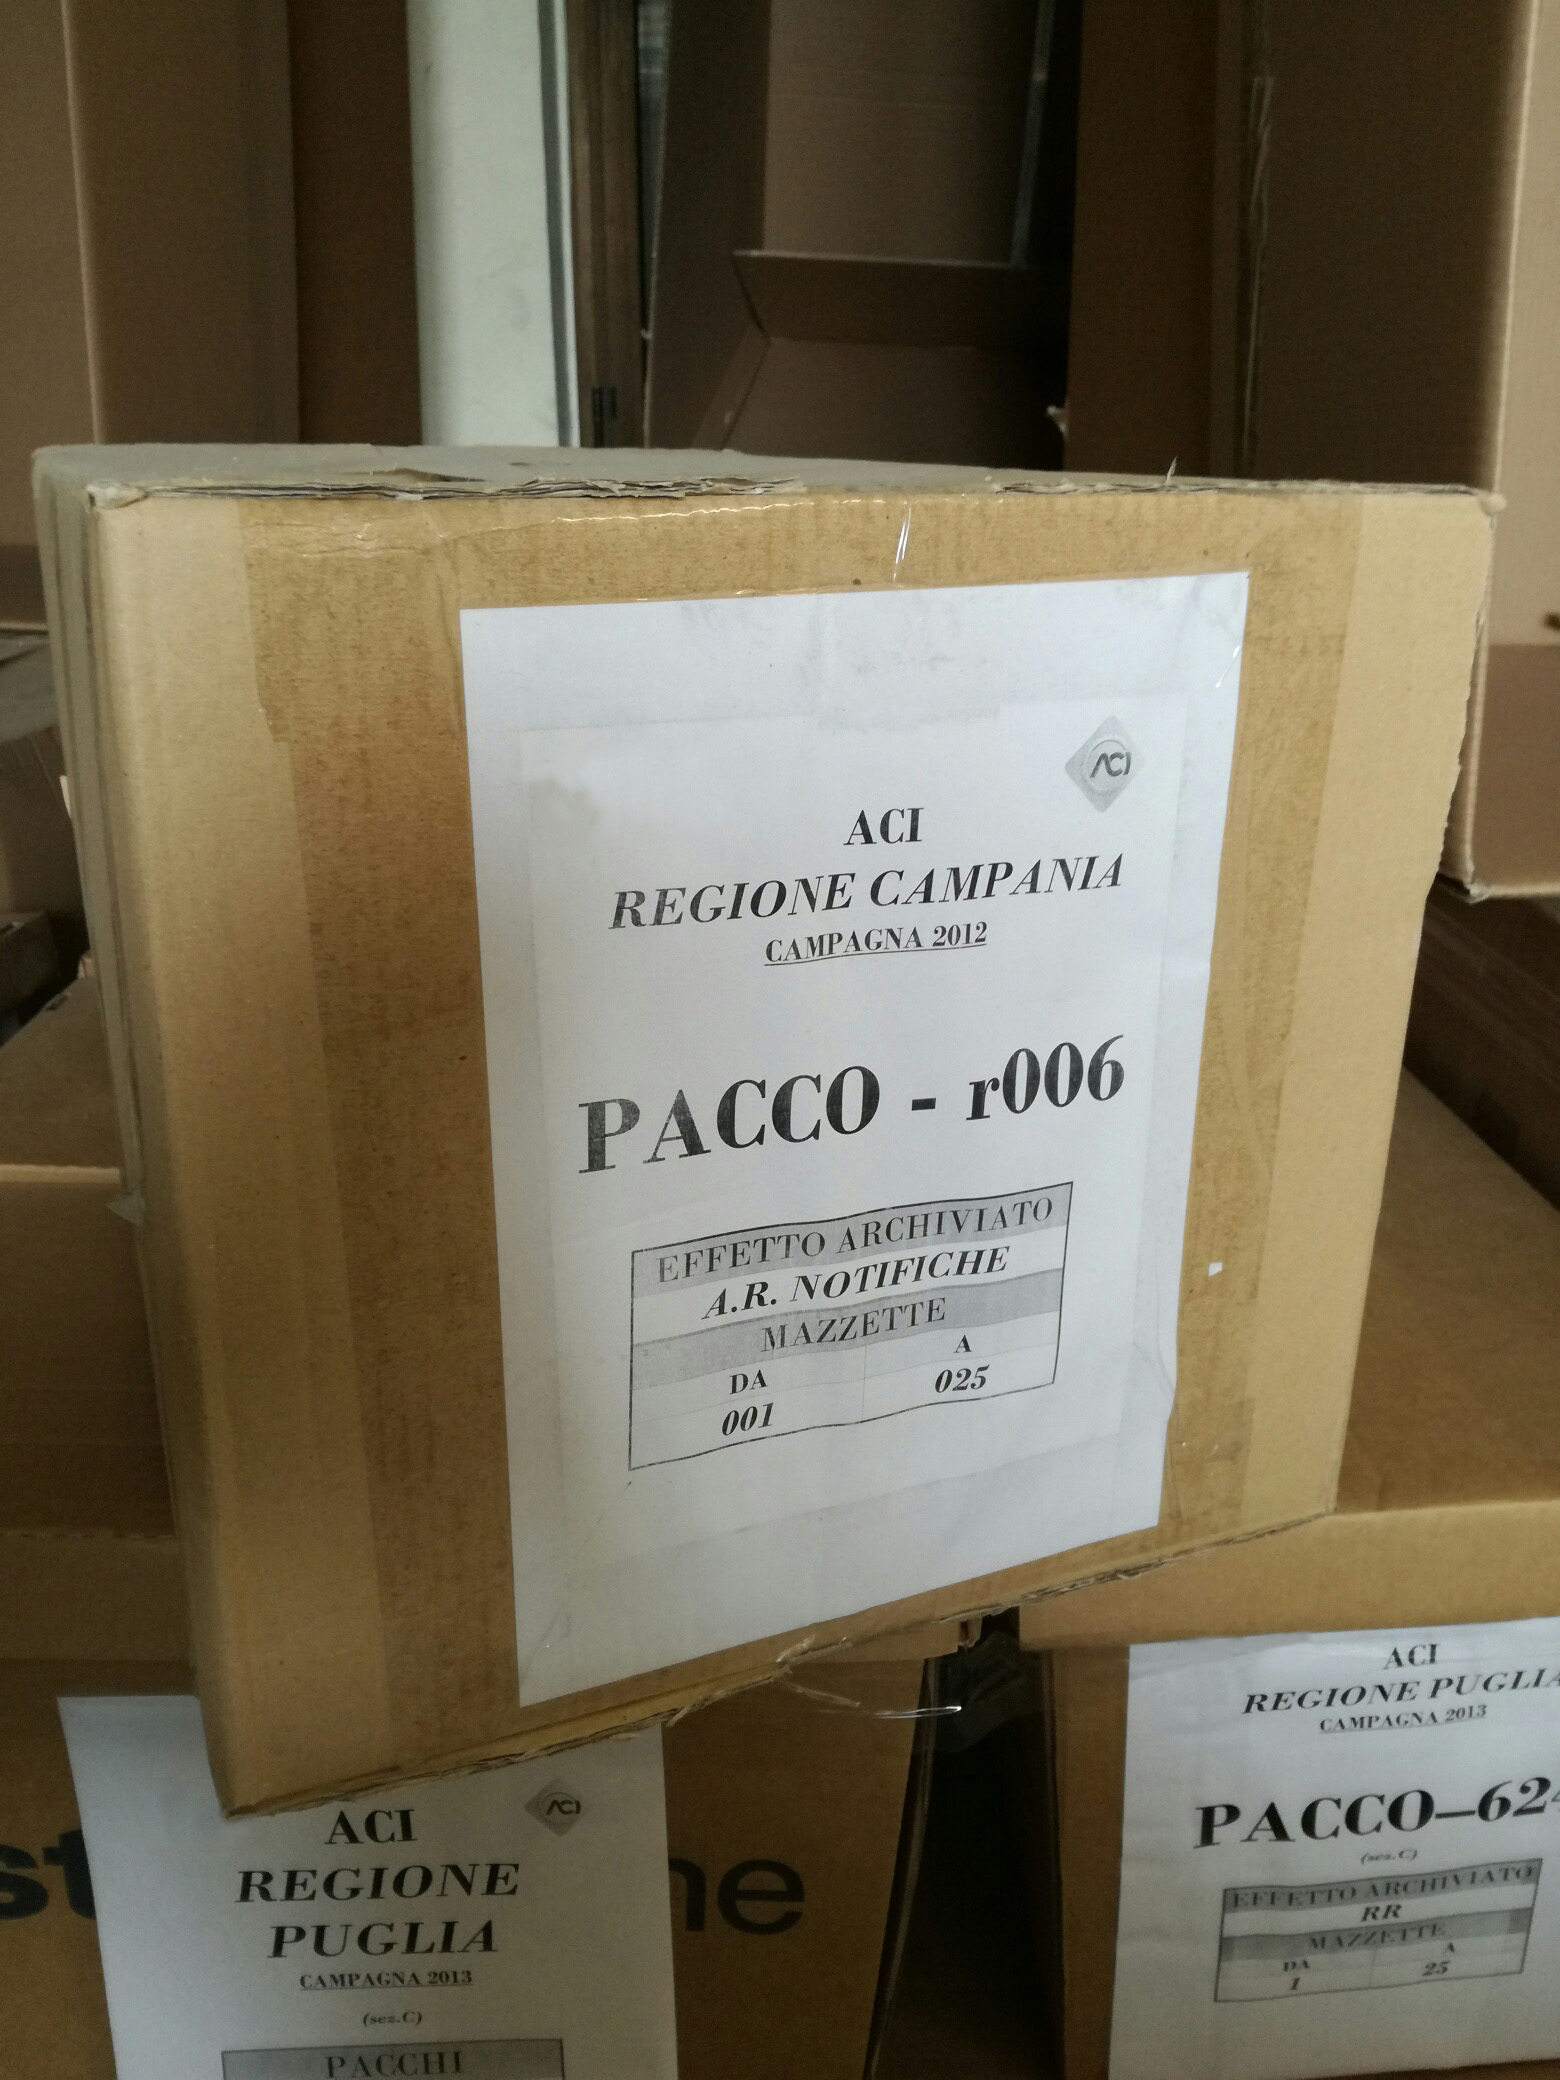 ACI
ACI
REGIONE CAMPANIA
CAMPAGNA 2012
PACCO - r006
EFFETTO ARCHIVIATO
A.R. NOTIFICHE
MAZZETTE
DA A
001 025
ACI
ACI
REGIONE
PUGLIA
CAMPAGNA 2013
(sez.C)
PACCHI
ACI
REGIONE PUGLIA
CAMPAGNA 2013
PACCO–624
(sez.C)
EFFETTO ARCHIVIATO
RR
MAZZETTE
DA A
1 25